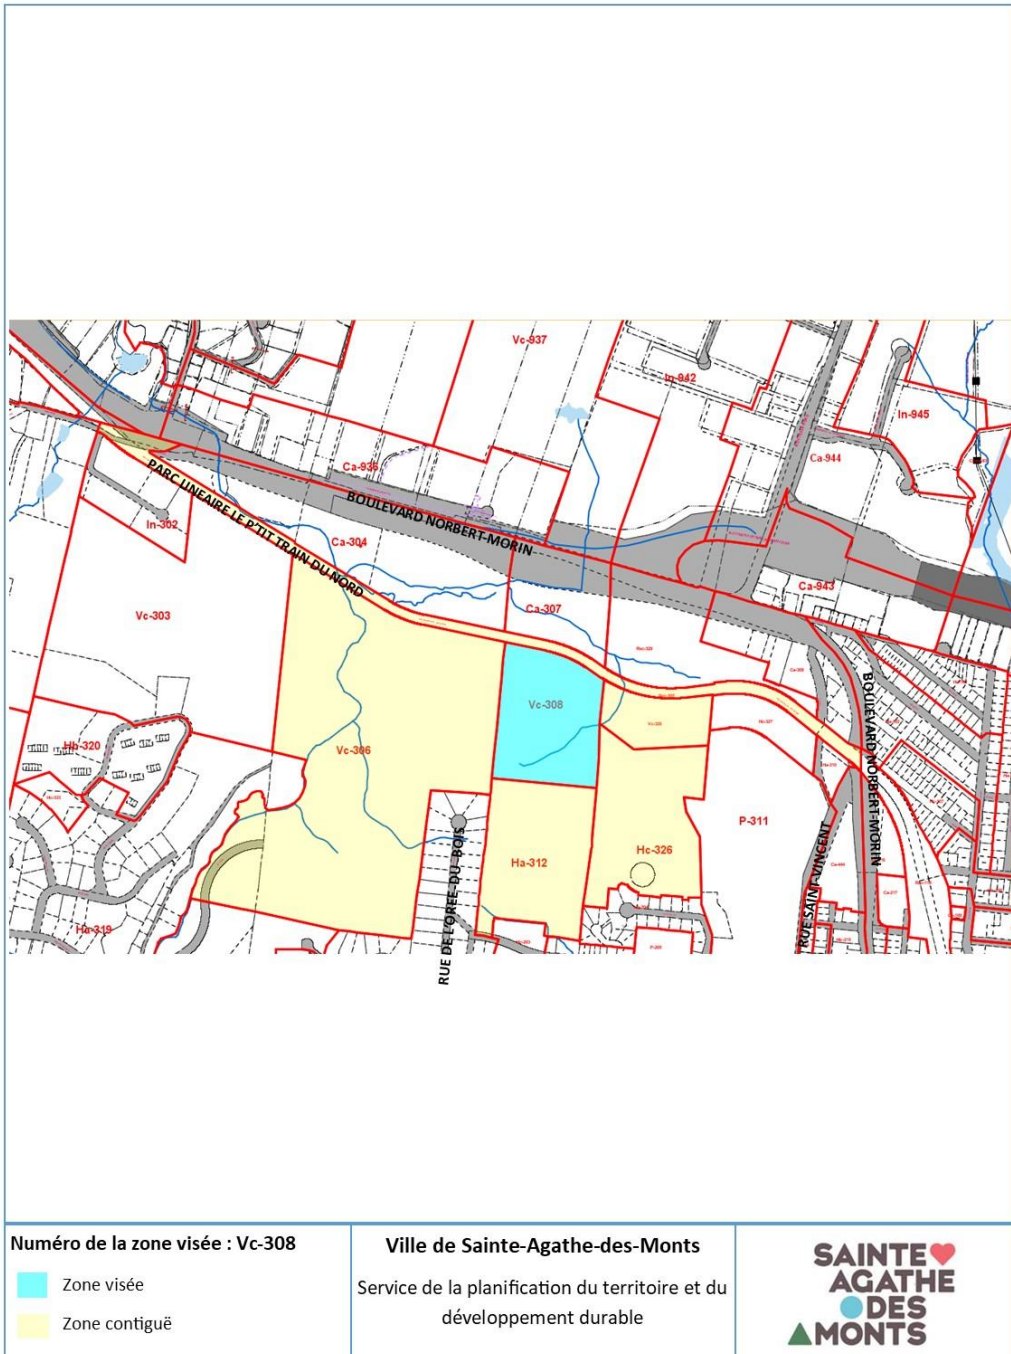 Vc-937
In-942
In-945
Ca-944
Ca-936
BOULEVARD NORBERT-MORIN
PARC LINEAIRE LE P'TIT TRAIN DU NORD
In-302
Ca-304
Ca-943
Vc-303
Ca-307
Vc-308
BOULEVARD NORBERT-MORIN
Vc-306
Hb-320
P-311
Ha-312
Hc-326
RUE SAINT-VINCENT
RUE DE L'OREE-DU-BOIS
Ha-319
Numéro de la zone visée : Vc-308
Zone visée
Zone contiguë
Ville de Sainte-Agathe-des-Monts
Service de la planification du territoire et du
développement durable
SAINTE
AGATHE
DES
MONTS